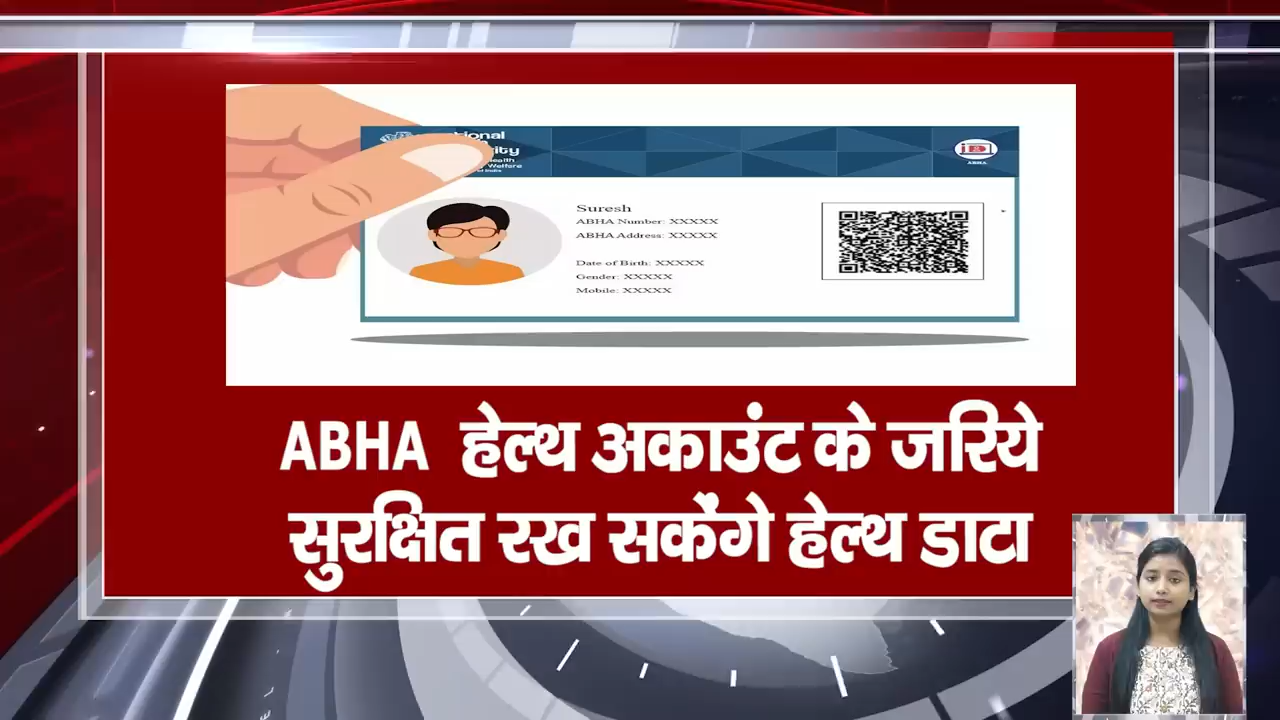 ABHA
Suresh
ABHA Number: XXXXX
ABHA Address: XXXXX
Date of Birth: XXXXX
Gender: XXXXX
Mobile: XXXXX
ABHA हेल्थ अकाउंट के जरिये
सुरक्षित रख सकेंगे हेल्थ डाटा